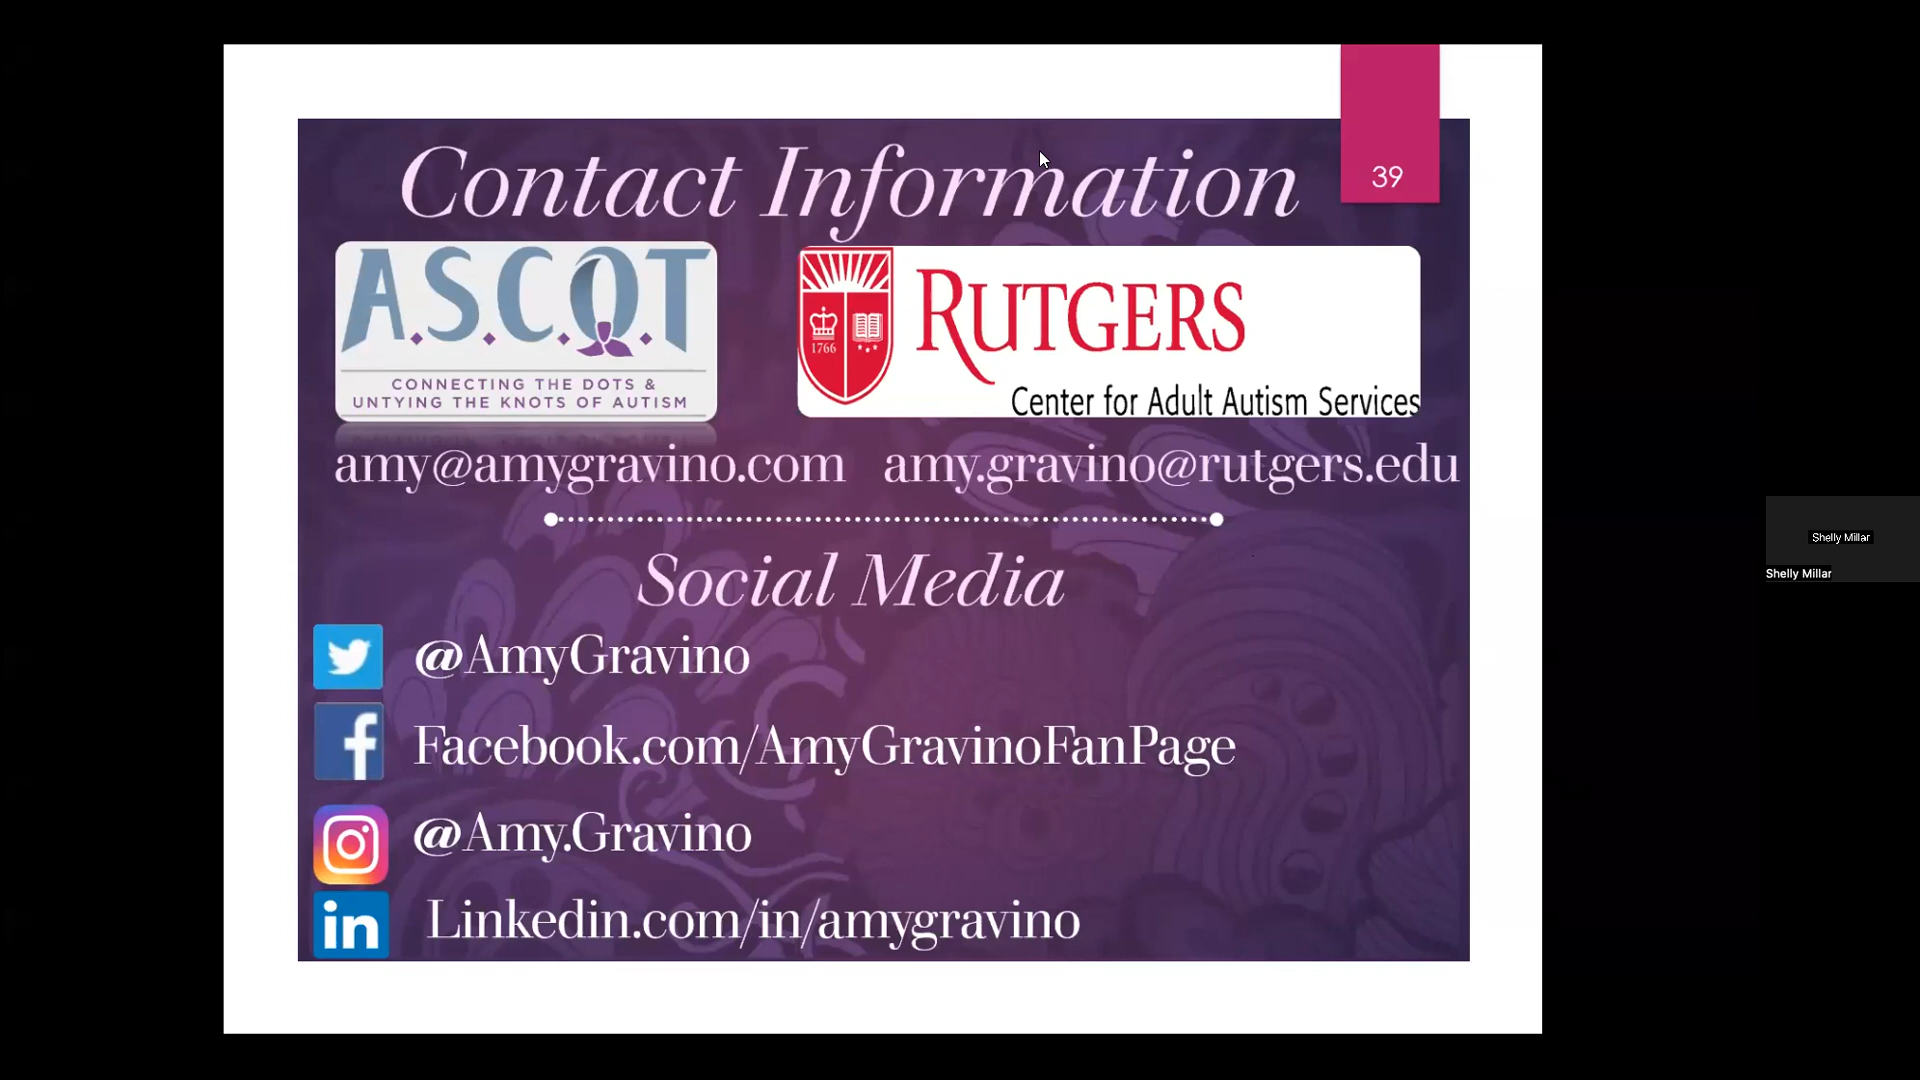 39
Contact Information
A.S.C.O.T
CONNECTING THE DOTS &
UNTYING THE KNOTS OF AUTISM
1766
RUTGERS
Center for Adult Autism Services
amy@amygravino.com
amy.gravino@rutgers.edu
Social Media
@AmyGravino
Facebook.com/AmyGravinoFanPage
@Amy.Gravino
in Linkedin.com/in/amygravino
Shelly Millar
Shelly Millar